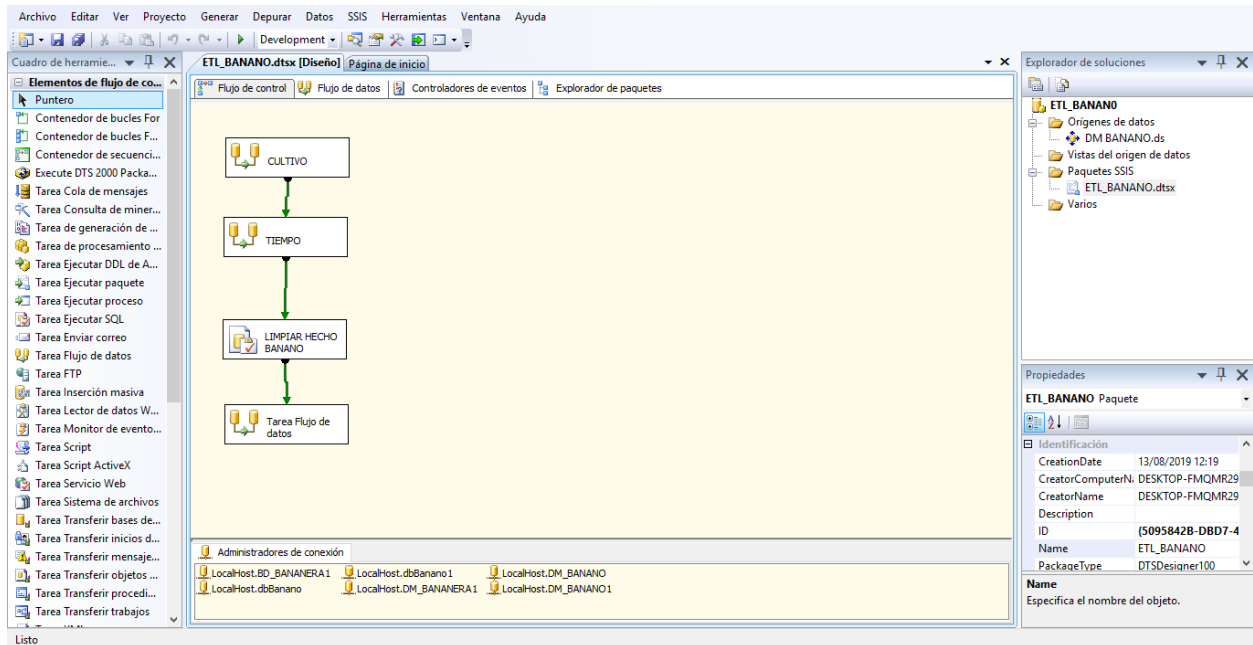 Archivo Editar Ver Proyecto Generar Depurar Datos SSIS Herramientas Ventana Ayuda
Development
Cuadro de herramie...
Elementos de flujo de co...
Puntero
Contenedor de bucles For
Contenedor de bucles F...
Contenedor de secuenci...
Execute DTS 2000 Packa...
Tarea Cola de mensajes
Tarea Consulta de miner...
Tarea de generación de ...
Tarea de procesamiento ...
Tarea Ejecutar DDL de A...
Tarea Ejecutar paquete
Tarea Ejecutar proceso
Tarea Ejecutar SQL
Tarea Enviar correo
Tarea Flujo de datos
Tarea FTP
Tarea Inserción masiva
Tarea Lector de datos W...
Tarea Monitor de evento...
Tarea Script
Tarea Script ActiveX
Tarea Servicio Web
Tarea Sistema de archivos
Tarea Transferir bases de...
Tarea Transferir inicios d...
Tarea Transferir mensaje...
Tarea Transferir objetos ...
Tarea Transferir procedi...
Tarea Transferir trabajos
ETL_BANANO.dtsx [Diseño] Página de inicio
Flujo de control Flujo de datos Controladores de eventos Explorador de paquetes
CULTIVO
TIEMPO
LIMPIAR HECHO
BANANO
Tarea Flujo de
datos
Administradores de conexión
LocalHost.BD_BANANERA1 LocalHost.dbBanano1 LocalHost.DM_BANANO
LocalHost.dbBanano LocalHost.DM_BANANERA1 LocalHost.DM_BANANO1
Explorador de soluciones
ETL_BANAN0
Orígenes de datos
DM BANANO.ds
Vistas del origen de datos
Paquetes SSIS
ETL_BANANO.dtsx
Varios
Propiedades
ETL_BANANO Paquete
Identificación
CreationDate 13/08/2019 12:19
CreatorComputerN DESKTOP-FMQMR29
CreatorName DESKTOP-FMQMR29
Description
ID {5095842B-DBD7-4
Name ETL_BANANO
PackageType DTSDesigner100
Name
Especifica el nombre del objeto.
Listo